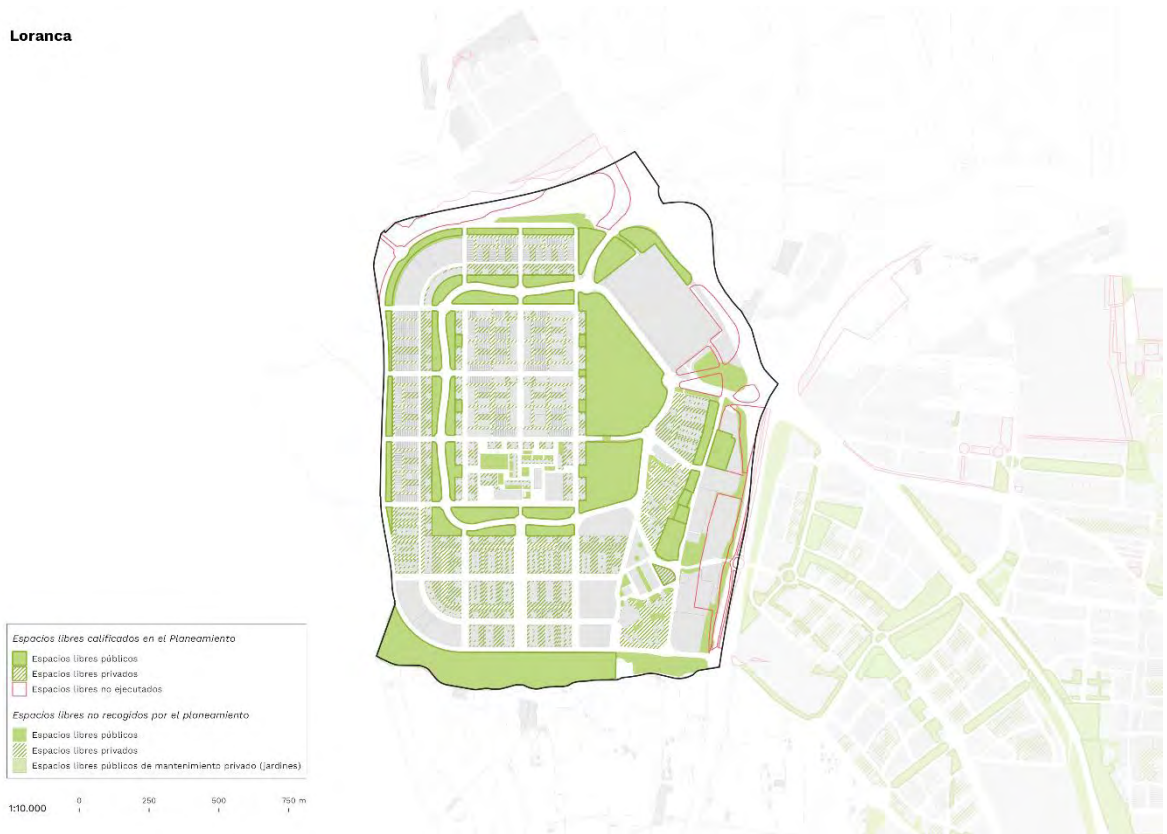 Loranca
Espacios libres calificados en el Planeamiento
Espacios libres públicos
Espacios libres privados
Espacios libres no ejecutados
Espacios libres no recogidos por el planeamiento
Espacios libres públicos
Espacios libres privados
Espacios libres públicos de mantenimiento privado (jardines)
1:10.000
0 250 500 750 m